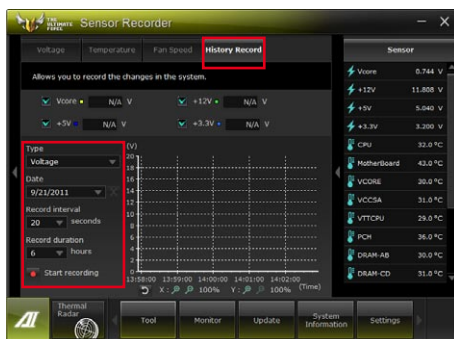 THE ULTIMATE FORCE Sensor Recorder
Voltage Temperature Fan Speed History Record
Allows you to record the changes in the system.
Vcore N/A V +12V N/A V
+5V N/A V +3.3V N/A V
Type
Voltage
Date
9/21/2011
Record interval
20 seconds
Record duration
6 hours
Start recording
(V)
20
18
16
14
12
10
8
6
4
2
0
13:58:00 13:59:00 14:00:00 14:01:00 14:02:00
(Time)
X : 100% Y : 100%
Sensor
Vcore 0.744 V
+12V 11.808 V
+5V 5.040 V
+3.3V 3.200 V
CPU 32.0 °C
MotherBoard 43.0 °C
VCORE 30.0 °C
VCCSA 31.0 °C
VTTCPU 29.0 °C
PCH 36.0 °C
DRAM-AB 30.0 °C
DRAM-CD 31.0 °C
Thermal Radar
Tool Monitor Update System Information Settings